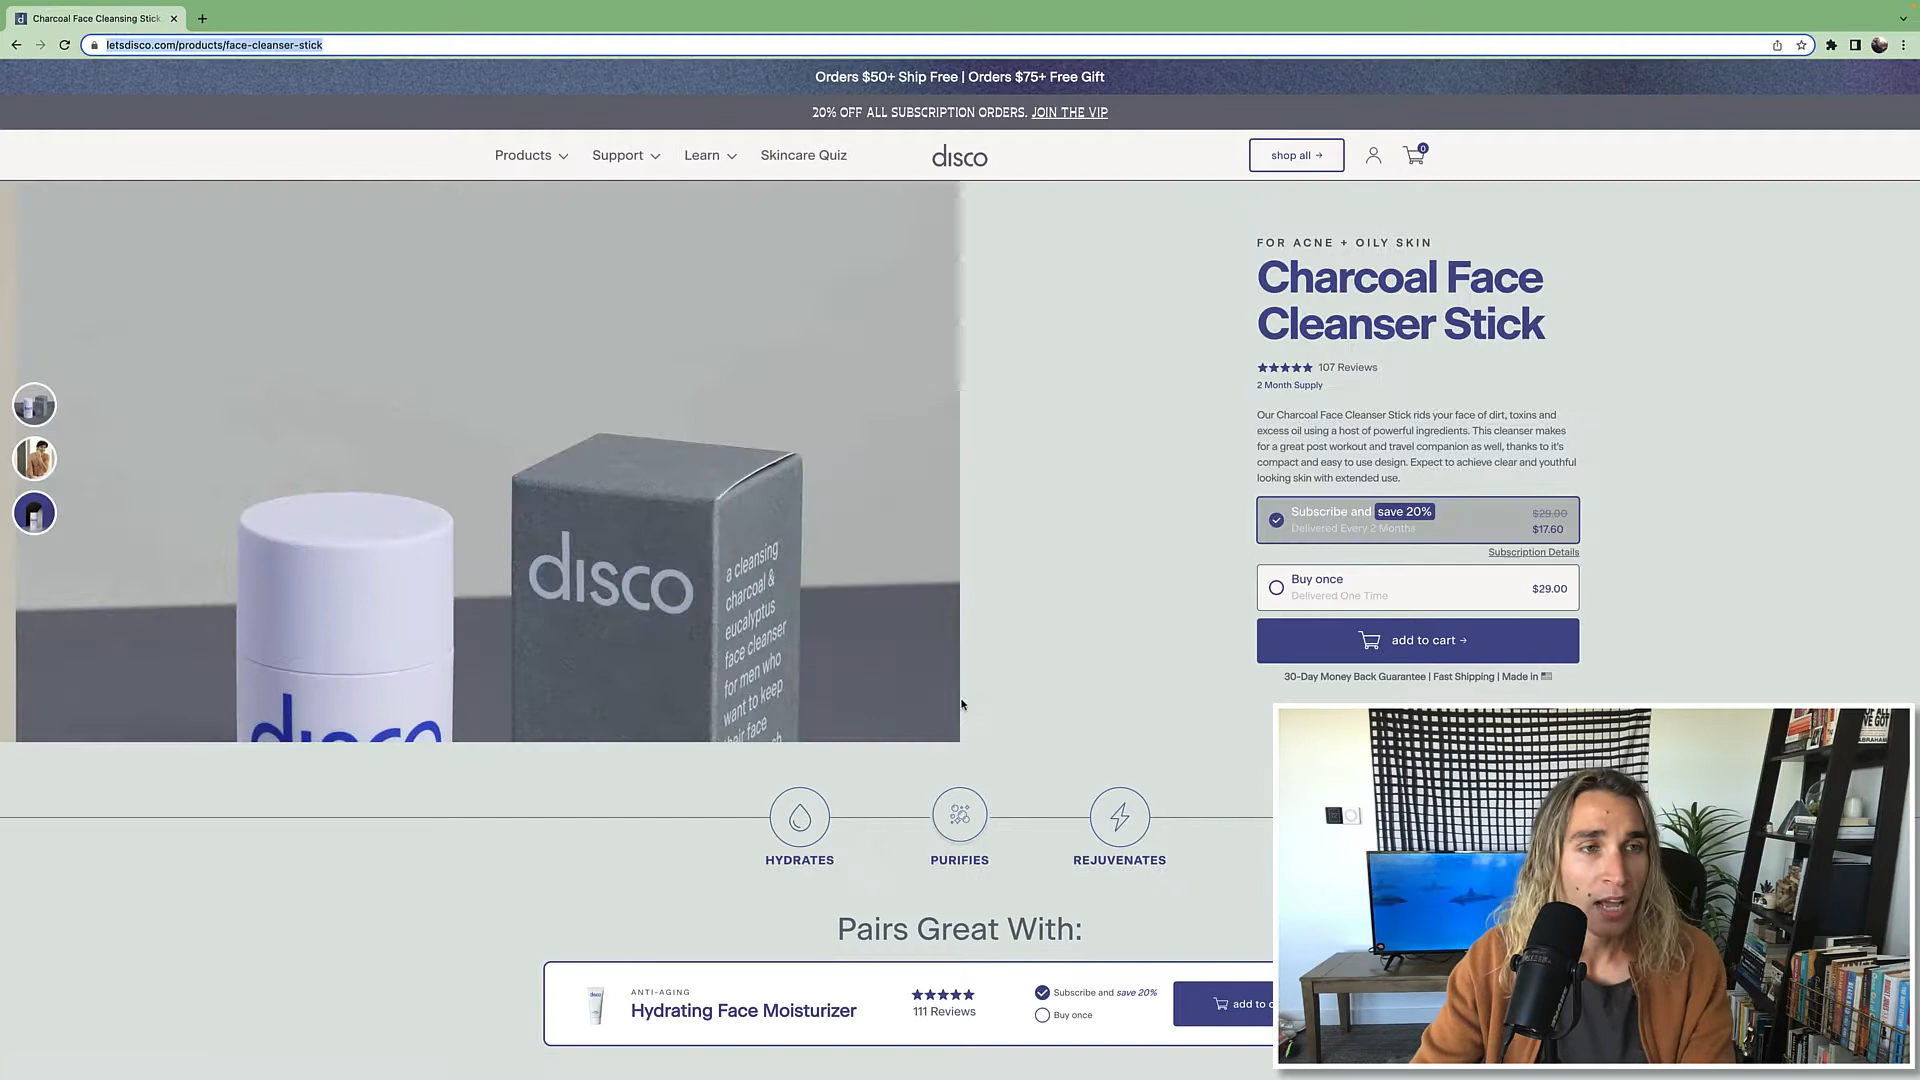 Charcoal Face Cleansing Stick
letsdisco.com/products/face-cleanser-stick
Orders $50+ Ship Free | Orders $75+ Free Gift
20% OFF ALL SUBSCRIPTION ORDERS. JOIN THE VIP
Products
Support
Learn
Skincare Quiz
disco
shop all →
0
FOR ACNE + OILY SKIN
Charcoal Face
Cleanser Stick
107 Reviews
2 Month Supply
Our Charcoal Face Cleanser Stick rids your face of dirt, toxins and
excess oil using a host of powerful ingredients. This cleanser makes
for a great post workout and travel companion as well, thanks to it's
compact and easy to use design. Expect to achieve clear and youthful
looking skin with extended use.
Subscribe and save 20%
$29.00
Delivered Every 2 Months
$17.60
Subscription Details
Buy once
Delivered One Time
$29.00
add to cart →
30-Day Money Back Guarantee | Fast Shipping | Made in
disco
a cleansing
charcoal &
eucalyptus
face cleanser
for men who
want to keep
their face
disco
HYDRATES
PURIFIES
REJUVENATES
Pairs Great With:
ANTI-AGING
Hydrating Face Moisturizer
111 Reviews
Subscribe and save 20%
Buy once
add to c